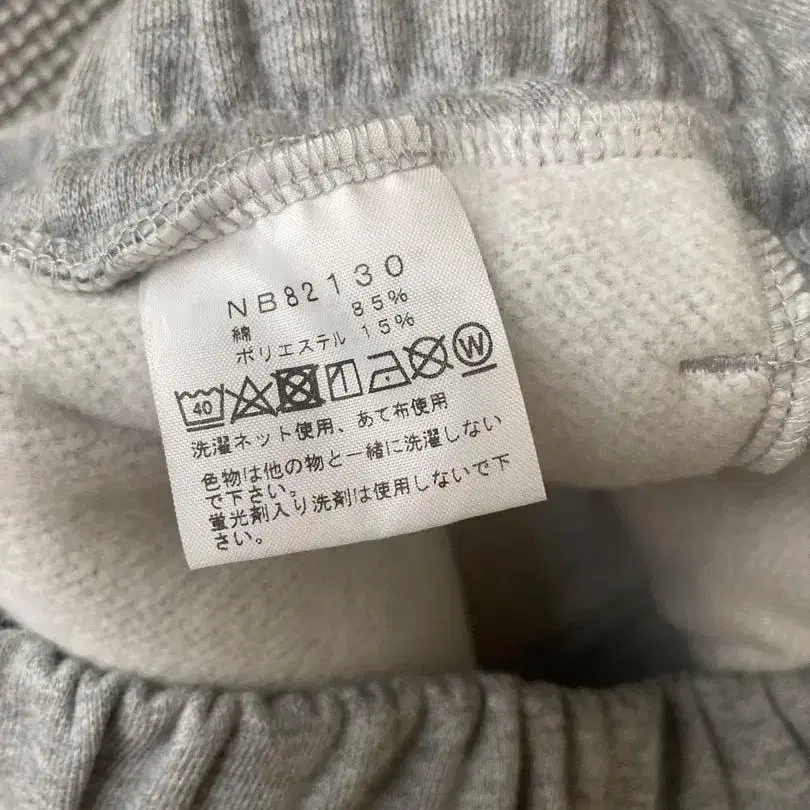 NB82130
綿 85%
ポリエステル 15%
40 W
洗濯ネット使用、あて布使用
色物は他の物と一緒に洗濯しない
で下さい。
蛍光剤入り洗剤は使用しないで下
さい。